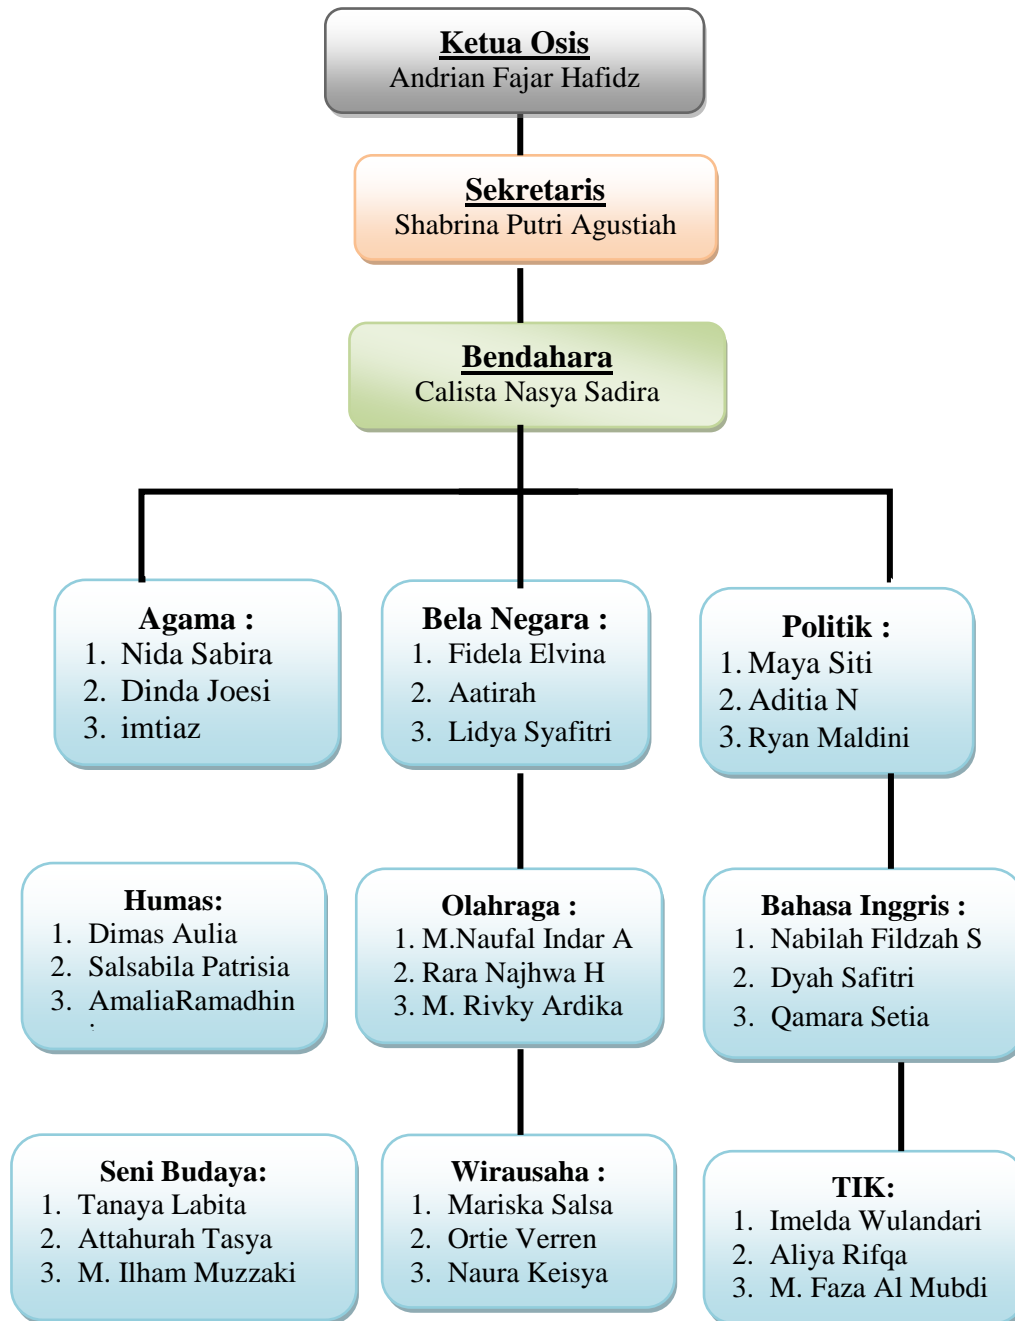 Ketua Osis
Andrian Fajar Hafidz
Sekretaris
Shabrina Putri Agustiah
Bendahara
Calista Nasya Sadira
Agama :
1. Nida Sabira
2. Dinda Joesi
3. imtiaz
Bela Negara :
1. Fidela Elvina
2. Aatirah
3. Lidya Syafitri
Politik :
1. Maya Siti
2. Aditia N
3. Ryan Maldini
Humas:
1. Dimas Aulia
2. Salsabila Patrisia
3. AmaliaRamadhin
Olahraga :
1. M.Naufal Indar A
2. Rara Najhwa H
3. M. Rivky Ardika
Bahasa Inggris :
1. Nabilah Fildzah S
2. Dyah Safitri
3. Qamara Setia
Seni Budaya:
1. Tanaya Labita
2. Attahurah Tasya
3. M. Ilham Muzzaki
Wirausaha :
1. Mariska Salsa
2. Ortie Verren
3. Naura Keisya
TIK:
1. Imelda Wulandari
2. Aliya Rifqa
3. M. Faza Al Mubdi